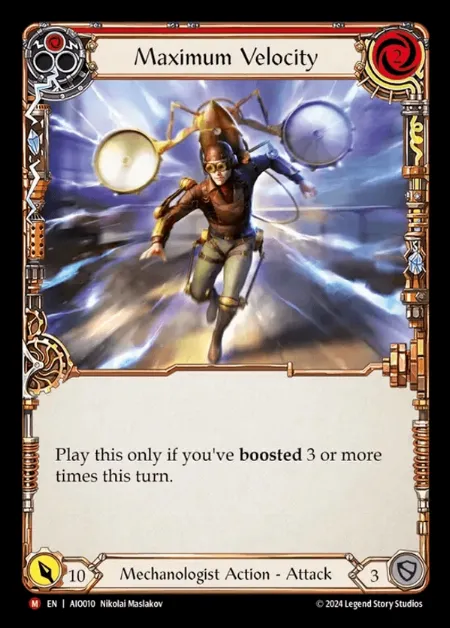 Maximum Velocity
2
Play this only if you've boosted 3 or more
times this turn.
10
Mechanologist Action - Attack
3
M EN | AIO010 Nikolai Maslakov
© 2024 Legend Story Studios